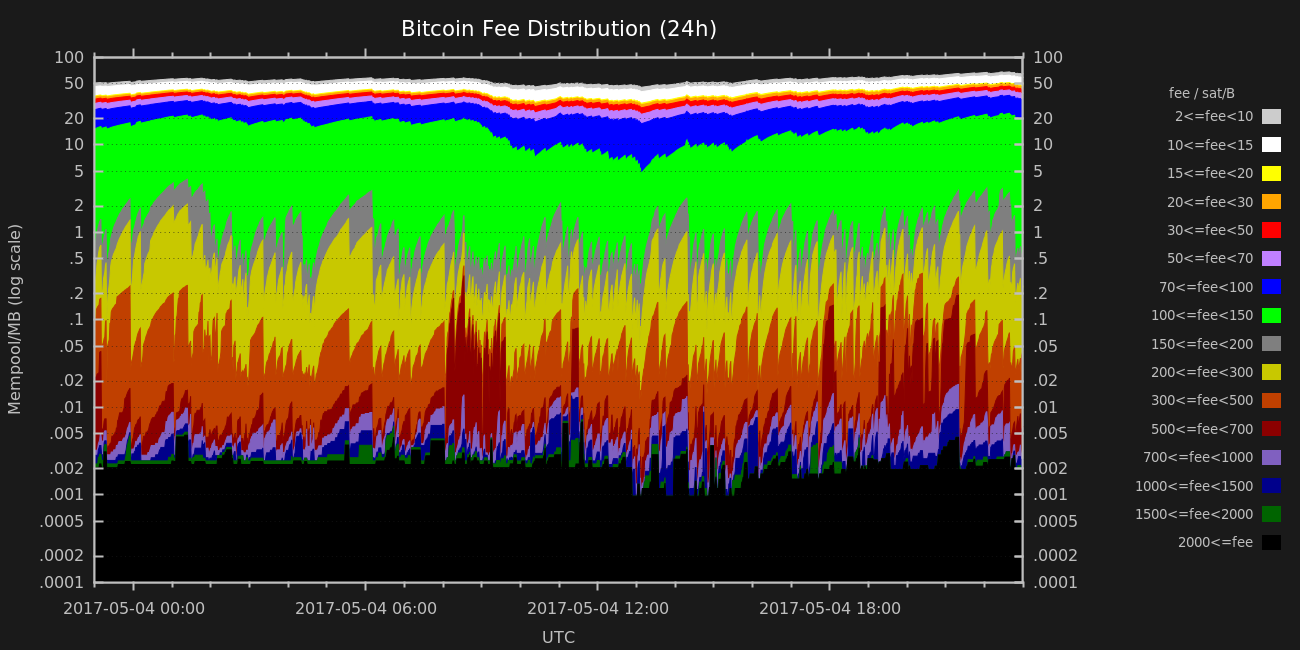 Bitcoin Fee Distribution (24h)
100
50
20
10
5
2
1
.5
.2
.1
.05
.02
.01
.005
.002
.001
.0005
.0002
.0001
Mempool/MB (log scale)
100
50
20
10
5
2
1
.5
.2
.1
.05
.02
.01
.005
.002
.001
.0005
.0002
.0001
2017-05-04 00:00 2017-05-04 06:00 2017-05-04 12:00 2017-05-04 18:00
UTC
fee / sat/B
2<=fee<10
10<=fee<15
15<=fee<20
20<=fee<30
30<=fee<50
50<=fee<70
70<=fee<100
100<=fee<150
150<=fee<200
200<=fee<300
300<=fee<500
500<=fee<700
700<=fee<1000
1000<=fee<1500
1500<=fee<2000
2000<=fee